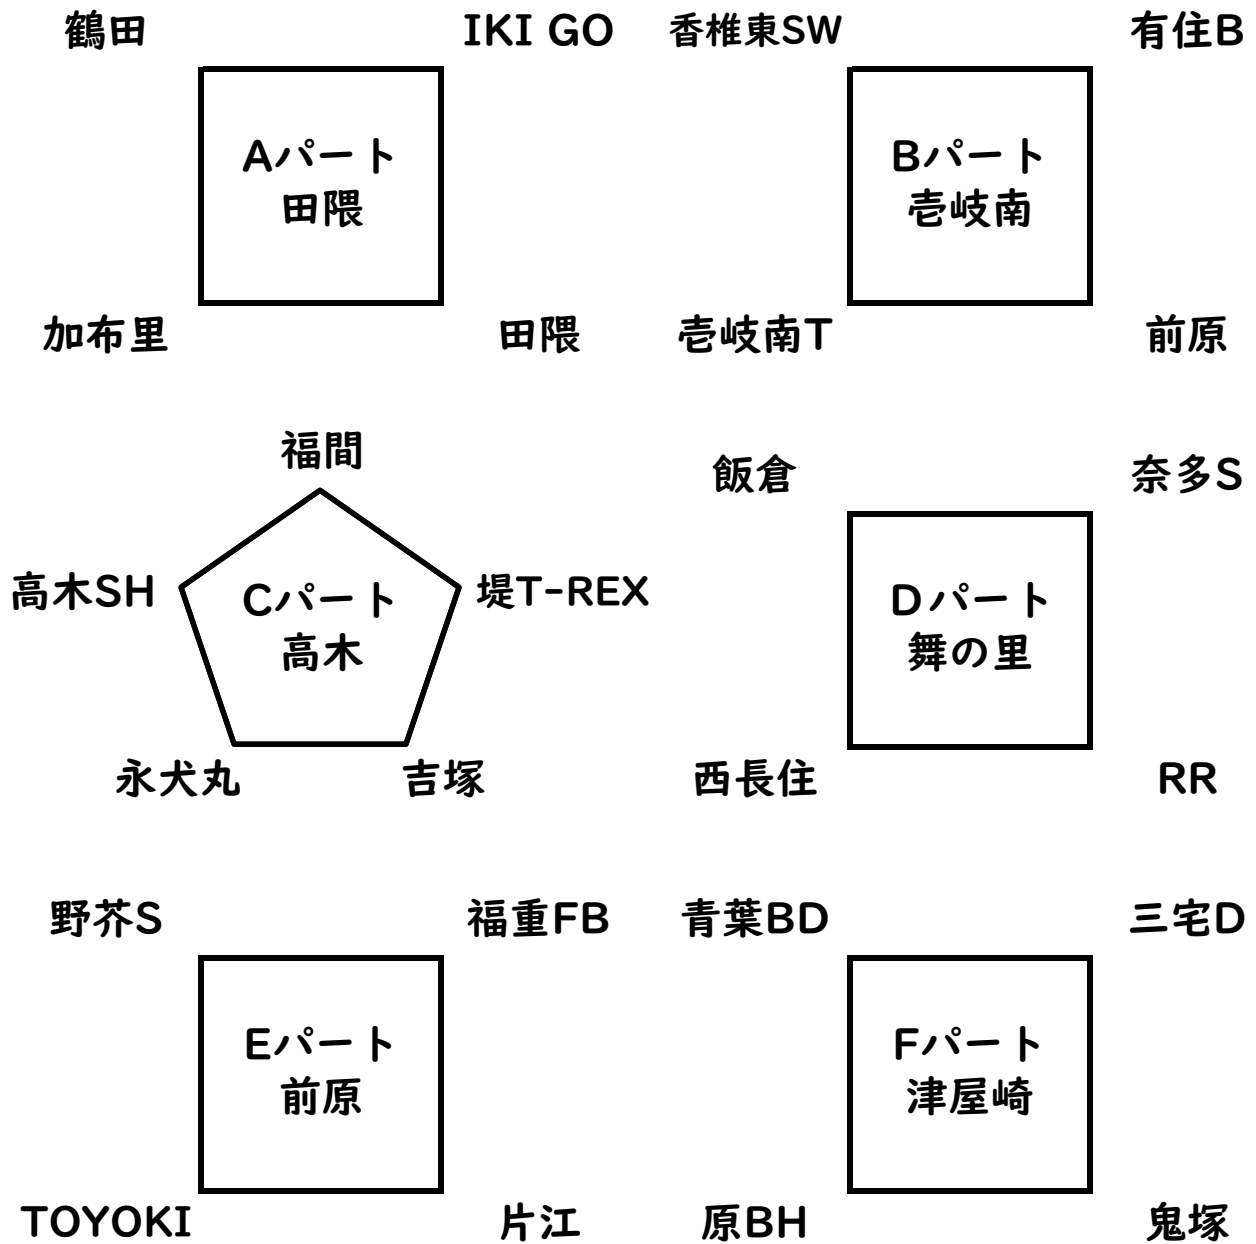 鶴田
IKI GO
Aパート
田隈
加布里
田隈
香椎東SW
有住B
Bパート
壱岐南
壱岐南T
前原
福間
高木SH
堤T-REX
Cパート
高木
永犬丸
吉塚
飯倉
奈多S
Dパート
舞の里
西長住
RR
野芥S
福重FB
Eパート
前原
TOYOKI
片江
青葉BD
三宅D
Fパート
津屋崎
原BH
鬼塚